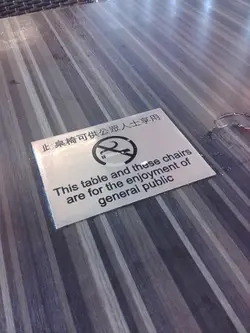 止桌椅可供公眾人士享用
This table and these chairs
are for the enjoyment of
general public